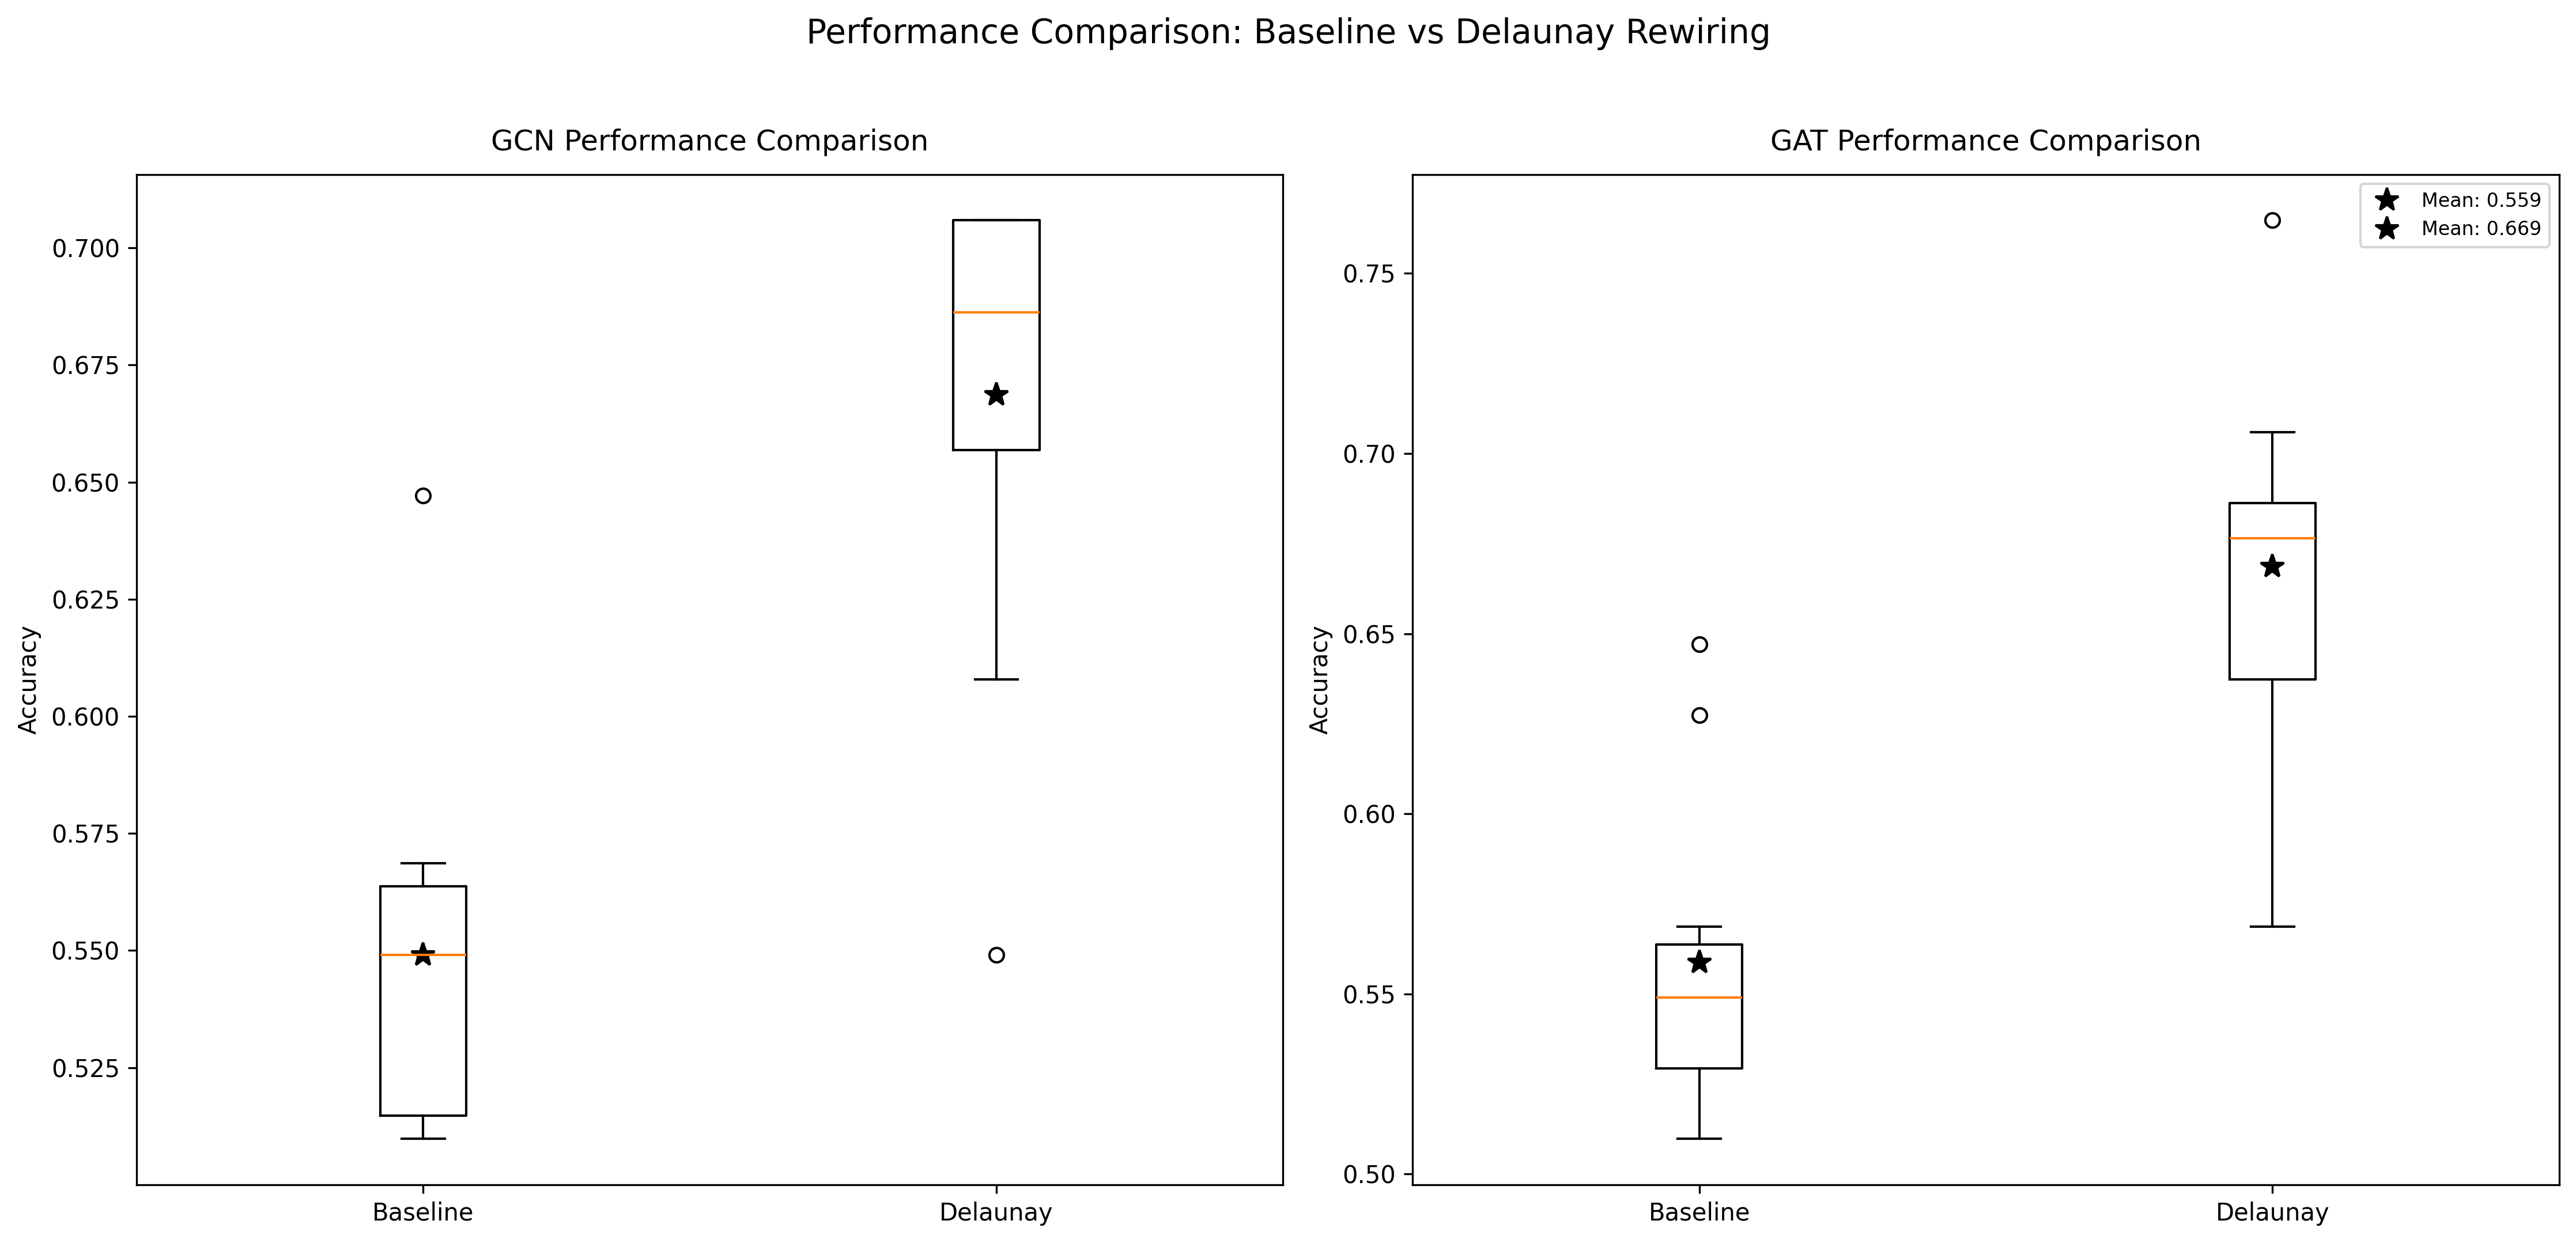 Performance Comparison: Baseline vs Delaunay Rewiring
GCN Performance Comparison
Accuracy
0.700
0.675
0.650
0.625
0.600
0.575
0.550
0.525
Baseline
Delaunay
GAT Performance Comparison
Mean: 0.559
Mean: 0.669
Accuracy
0.75
0.70
0.65
0.60
0.55
0.50
Baseline
Delaunay